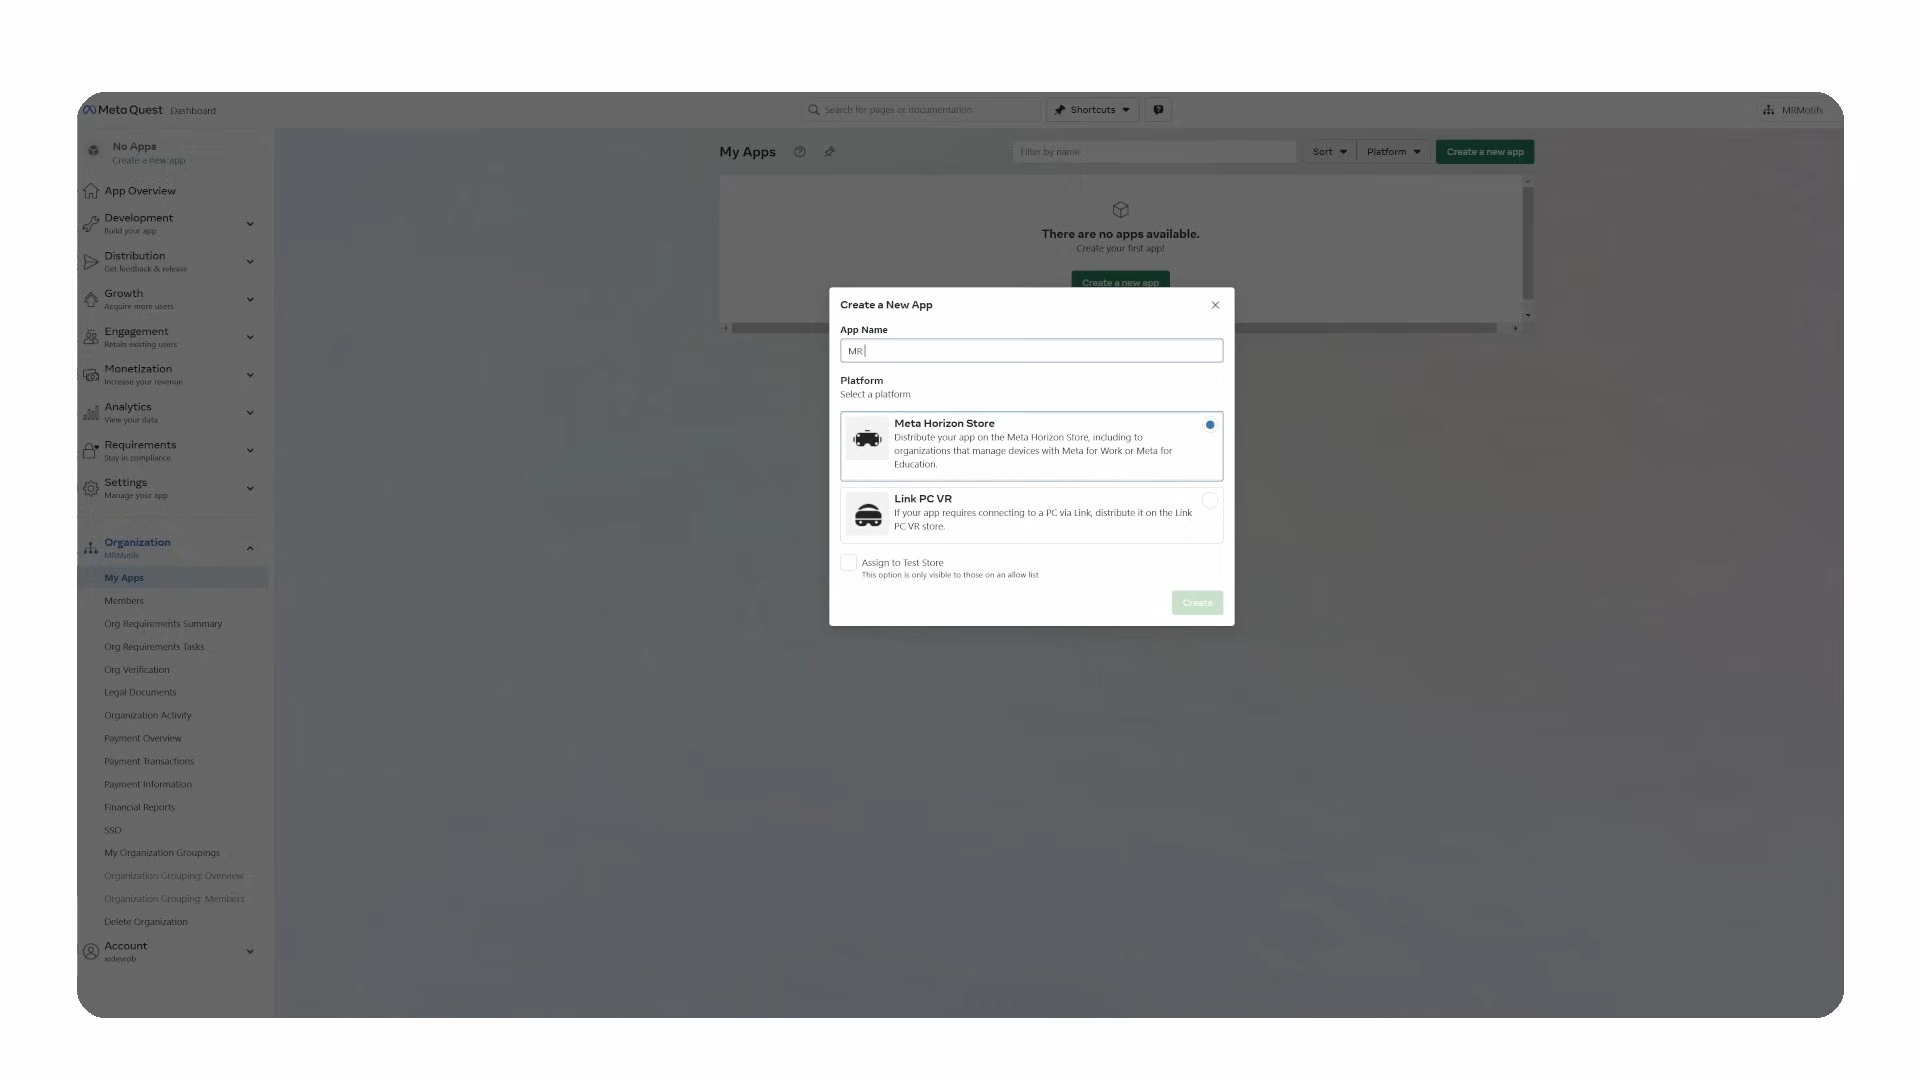 Meta Quest Dashboard
Search for pages or documentation
Shortcuts
MRMotifs
No Apps
Create a new app
App Overview
Development
Build your app
Distribution
Get feedback & release
Growth
Acquire more users
Engagement
Retain existing users
Monetization
Increase your revenue
Analytics
View your data
Requirements
Stay in compliance
Settings
Manage your app
Organization
MRMotifs
My Apps
Members
Org Requirements Summary
Org Requirements Tasks
Org Verification
Legal Documents
Organization Activity
Payment Overview
Payment Transactions
Payment Information
Financial Reports
SSO
My Organization Groupings
Organization Grouping: Overview
Organization Grouping: Members
Delete Organization
Account
xrdevrob
My Apps
Filter by name
Sort
Platform
Create a new app
There are no apps available.
Create your first app!
Create a new app
Create a New App
App Name
MR
Platform
Select a platform
Meta Horizon Store
Distribute your app on the Meta Horizon Store, including to
organizations that manage devices with Meta for Work or Meta for
Education.
Link PC VR
If your app requires connecting to a PC via Link, distribute it on the Link
PC VR store.
Assign to Test Store
This option is only visible to those on an allow list
Create